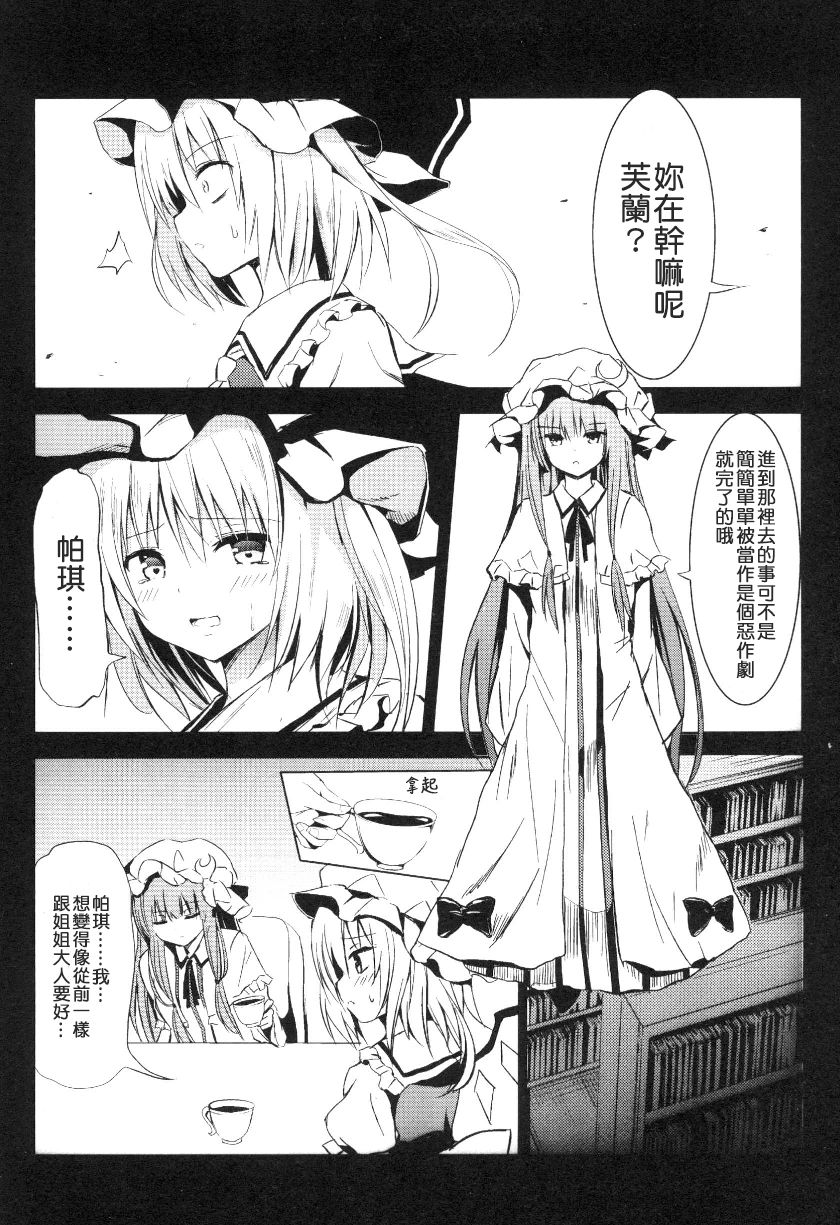 妳在幹嘛呢
芙蘭？
進到那裡去的事可不是
簡簡單單被當作是個惡作劇
就完了的哦
帕琪……
拿起
帕琪……我…
想變得像從前一樣
跟姐姐大人要好…